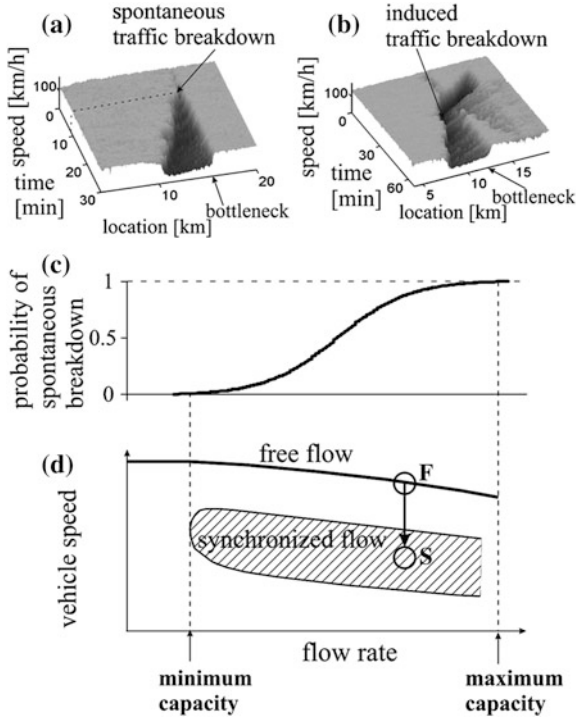 (a)
spontaneous
traffic breakdown
speed [km/h]
100
0
10
20
30
time
[min]
10
20
location [km]
bottleneck
(b)
induced
traffic breakdown
speed [km/h]
100
0
30
60
time
[min]
5
10
15
location [km]
bottleneck
(c)
probability of
spontaneous
breakdown
1
0.5
0
(d)
vehicle speed
free flow
F
synchronized flow
S
flow rate
minimum
capacity
maximum
capacity